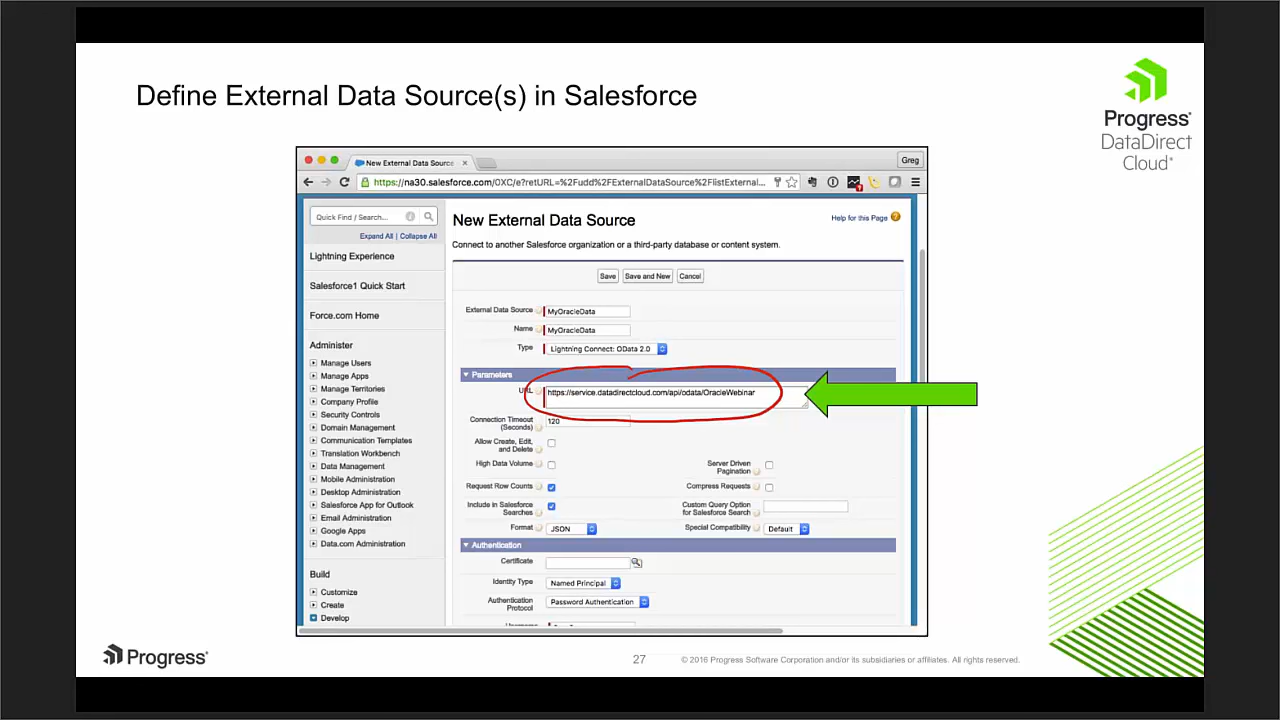 Define External Data Source(s) in Salesforce
Progress®
DataDirect
Cloud®
New External Data Source
Greg
https://na30.salesforce.com/0XC/e?retURL=%2Fudd%2FExternalDataSource%2FlistExternal...
Quick Find / Search...
Expand All | Collapse All
Lightning Experience
Salesforce1 Quick Start
Force.com Home
Administer
Manage Users
Manage Apps
Manage Territories
Company Profile
Security Controls
Domain Management
Communication Templates
Translation Workbench
Data Management
Mobile Administration
Desktop Administration
Salesforce App for Outlook
Email Administration
Google Apps
Data.com Administration
Build
Customize
Create
Develop
New External Data Source
Help for this Page
Connect to another Salesforce organization or a third-party database or content system.
Save Save and New Cancel
External Data Source MyOracleData
Name MyOracleData
Type Lightning Connect: OData 2.0
Parameters
URL https://service.datadirectcloud.com/api/odata/OracleWebinar
Connection Timeout
(Seconds) 120
Allow Create, Edit,
and Delete
High Data Volume
Server Driven
Pagination
Request Row Counts
Compress Requests
Include in Salesforce
Searches
Custom Query Option
for Salesforce Search
Format JSON
Special Compatibility Default
Authentication
Certificate
Identity Type Named Principal
Authentication
Protocol Password Authentication
Progress®
27
© 2016 Progress Software Corporation and/or its subsidiaries or affiliates. All rights reserved.